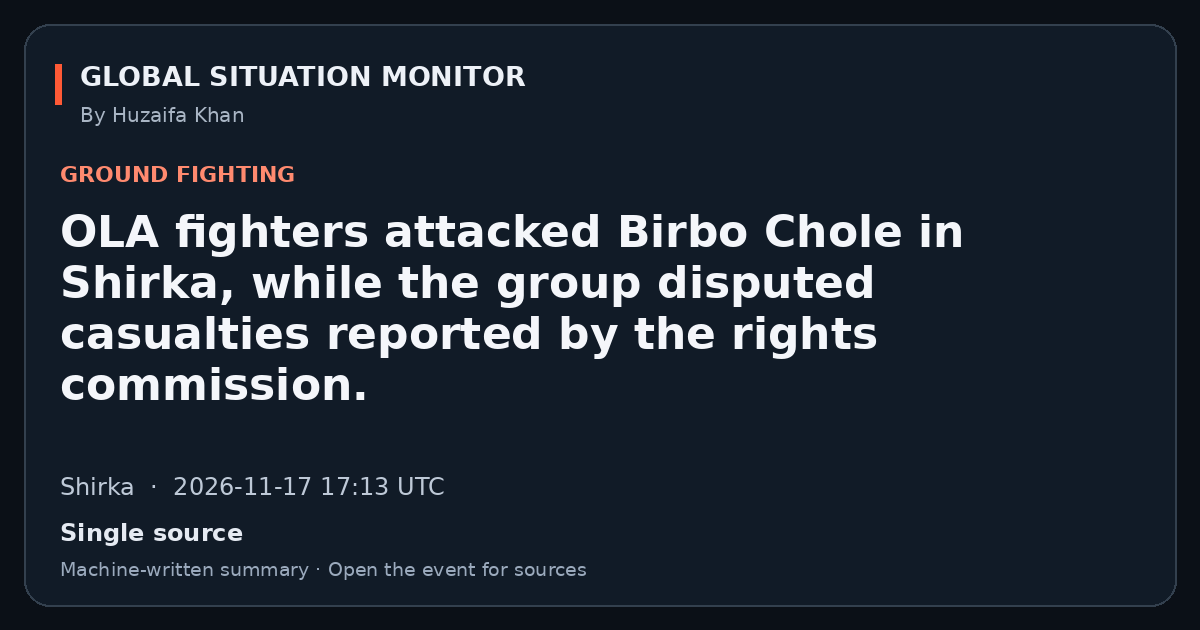 GLOBAL SITUATION MONITOR
By Huzaifa Khan
GROUND FIGHTING
OLA fighters attacked Birbo Chole in
Shirka, while the group disputed
casualties reported by the rights
commission.
Shirka · 2026-11-17 17:13 UTC
Single source
Machine-written summary · Open the event for sources